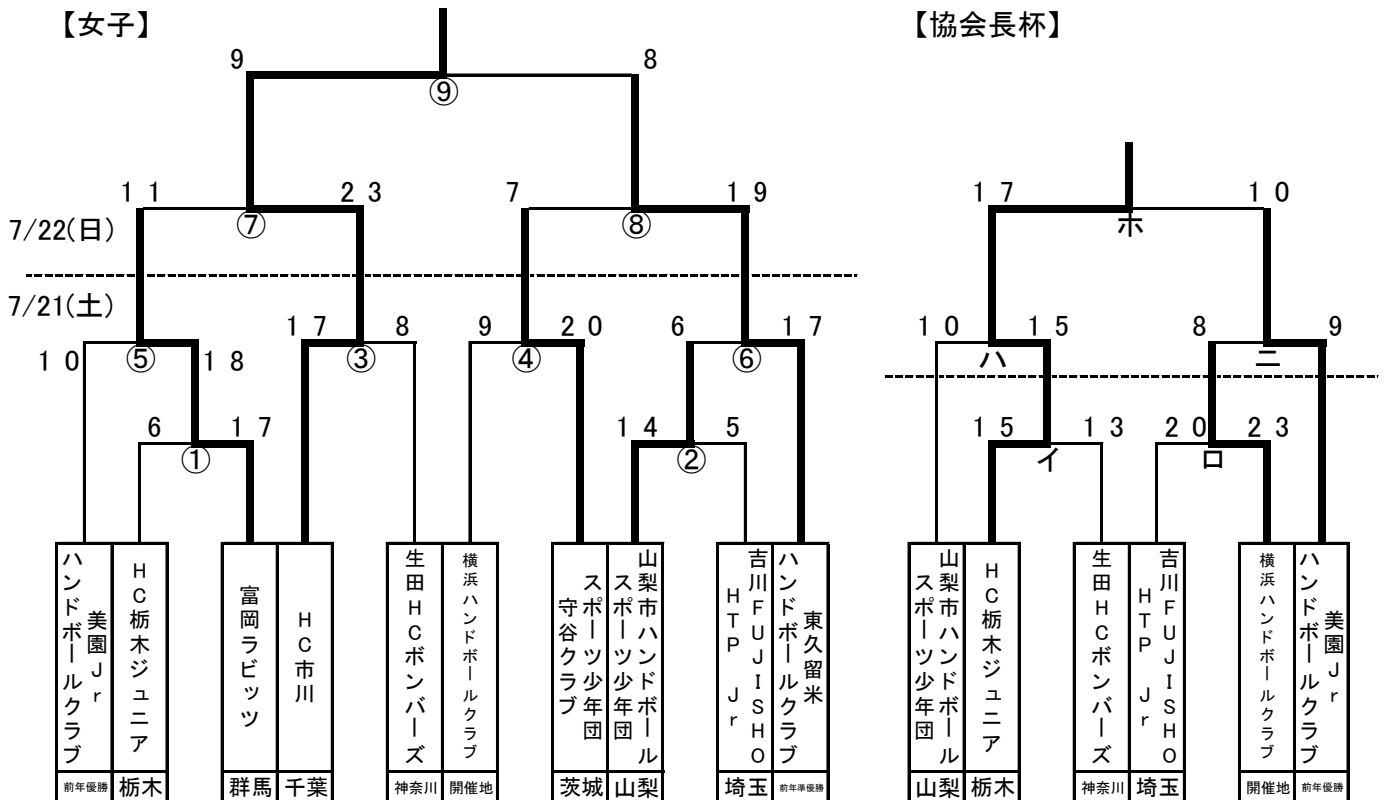 【女子】
【協会長杯】
9
8
⑨
11
23
7
19
17
10
7/22(日)
⑦
⑧
ホ
7/21(土)
17
8
9
20
6
17
10
15
8
9
10
⑤
18
③
④
⑥
ハ
ニ
6
17
14
5
15
13
20
23
①
②
イ
ロ
美園Jr
ハンドボールクラブ
HC栃木ジュニア
富岡ラビッツ
HC市川
生田HCボンバーズ
横浜ハンドボールクラブ
スポーツ少年団
守谷クラブ
山梨市ハンドボール
スポーツ少年団
吉川FUJISHO
HTP Jr
東久留米
ハンドボールクラブ
山梨市ハンドボール
スポーツ少年団
HC栃木ジュニア
生田HCボンバーズ
吉川FUJISHO
HTP Jr
横浜ハンドボールクラブ
美園Jr
ハンドボールクラブ
前年優勝
栃木
群馬
千葉
神奈川
開催地
茨城
山梨
埼玉
前年準優勝
山梨
栃木
神奈川
埼玉
開催地
前年優勝